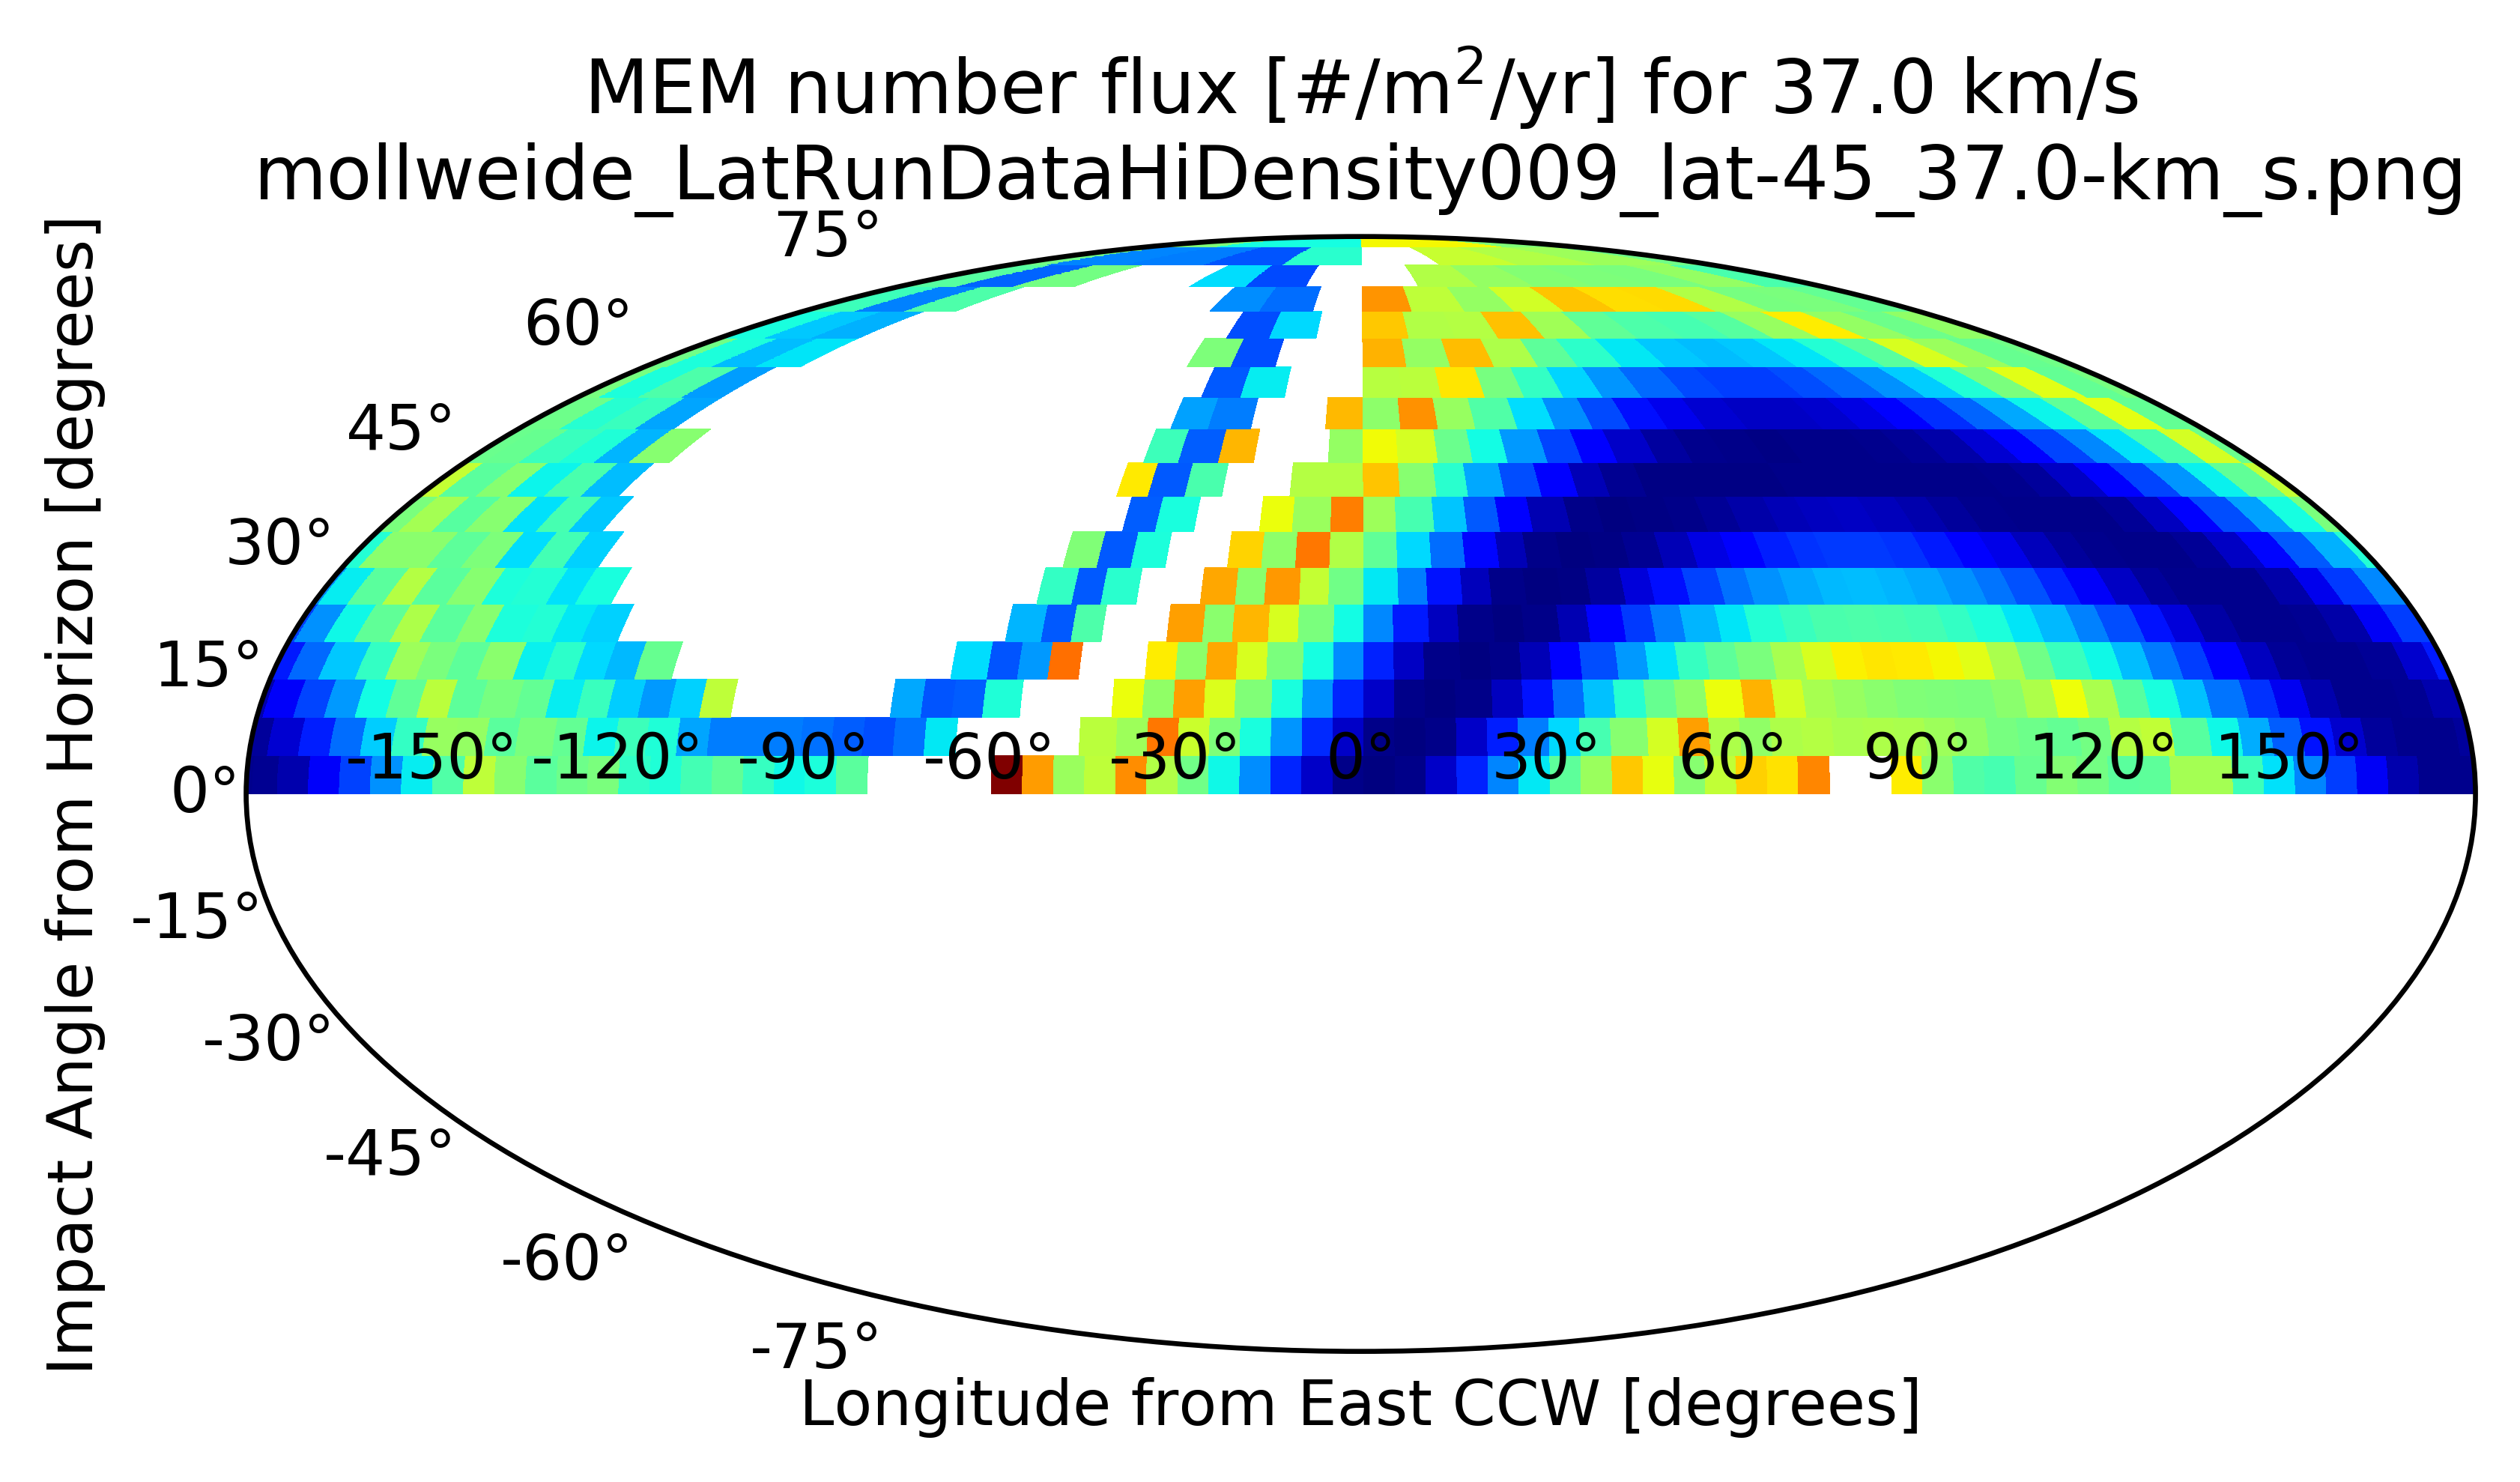 MEM number flux [#/m²/yr] for 37.0 km/s
mollweide_LatRunDataHiDensity009_lat-45_37.0-km_s.png
75°
60°
45°
30°
15°
0°
-15°
-30°
-45°
-60°
-75°
-150° -120° -90° -60° -30° 0° 30° 60° 90° 120° 150°
Impact Angle from Horizon [degrees]
Longitude from East CCW [degrees]